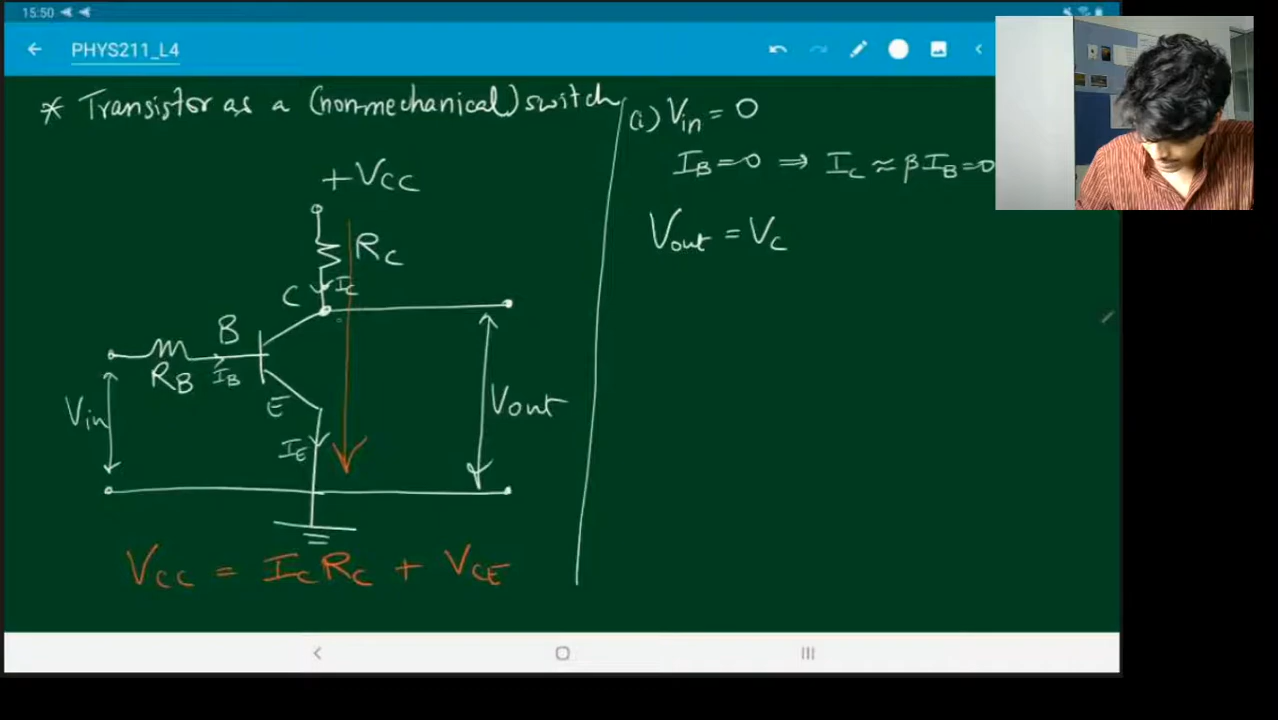 15:50
PHYS211_L4
* Transistor as a (non-mechanical) switch
+VCC
RC
C
IC
B
RB
IB
E
IE
Vin
Vout
VCC = ICRC + VCE
(i) Vin = 0
IB=0 ⇒ IC ≈ βIB=0
Vout = VC